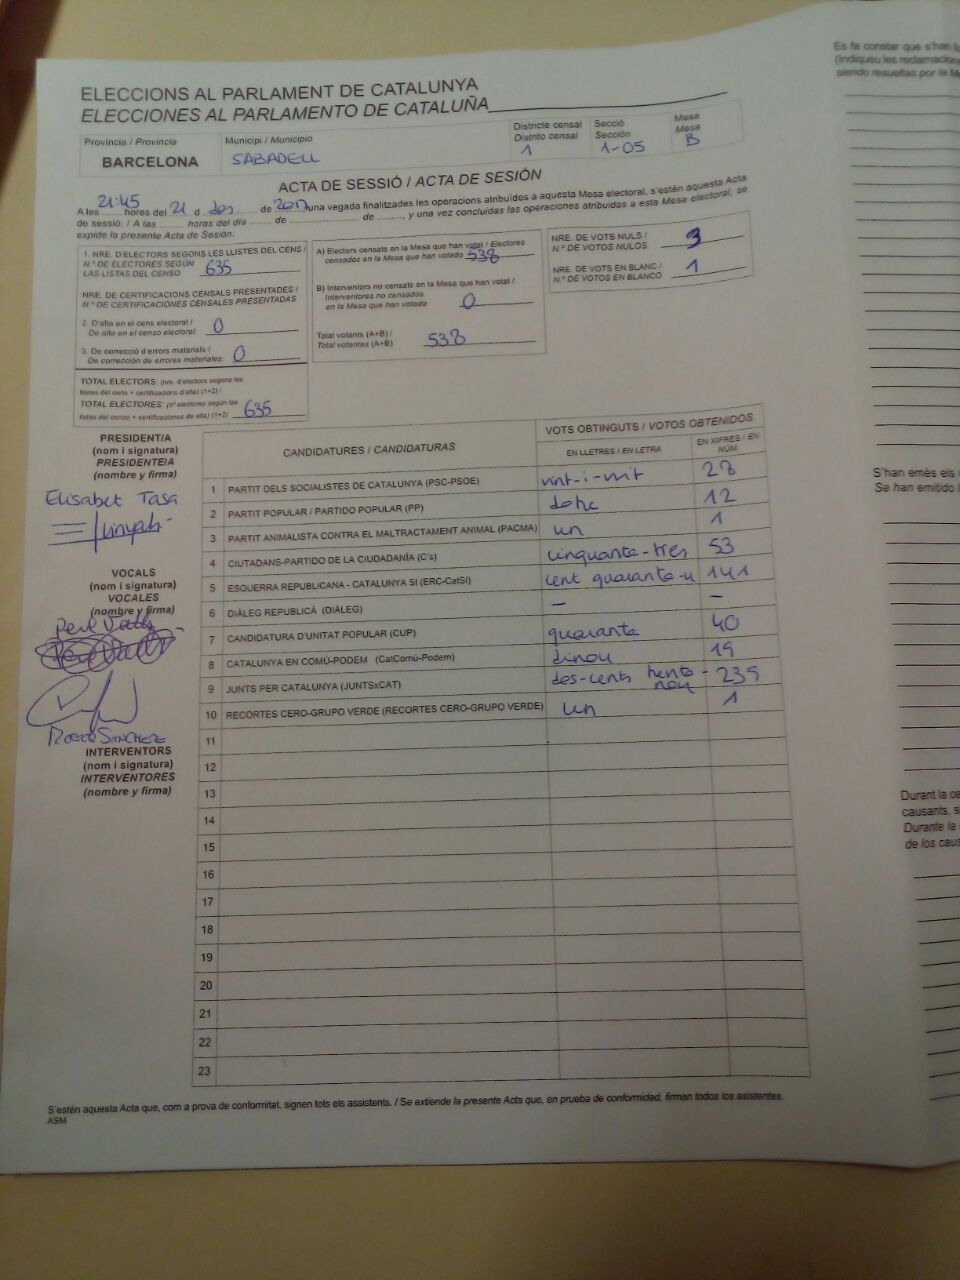 ELECCIONS AL PARLAMENT DE CATALUNYA
ELECCIONES AL PARLAMENTO DE CATALUÑA
Província / Provincia
BARCELONA
Municipi / Municipio
SABADELL
Districte censal
Distrito censal
1
Secció
Sección
1-05
Mesa
Mesa
B
ACTA DE SESSIÓ / ACTA DE SESIÓN
A les 21:45 hores del 21 d des de 2017, una vegada finalitzades les operacions atribuïdes a aquesta Mesa electoral, s'estén aquesta Acta
de sessió: / A las ........ horas del día ........ de ........ de ........, y una vez concluidas las operaciones atribuidas a esta Mesa electoral, se
expide la presente Acta de Sesión:
1. NRE. D'ELECTORS SEGONS LES LLISTES DEL CENS /
N.º DE ELECTORES SEGÚN
LAS LISTAS DEL CENSO 635
NRE. DE CERTIFICACIONS CENSALS PRESENTADES /
N.º DE CERTIFICACIONES CENSALES PRESENTADAS
2. D'alta en el cens electoral /
De alta en el censo electoral: 0
3. De correcció d'errors materials /
De corrección de errores materiales: 0
TOTAL ELECTORS: (nre. d'electors segons les
llistes del cens + certificacions d'alta) (1+2) /
TOTAL ELECTORES: (nº electores según las
listas del censo + certificaciones de alta) (1+2) 635
A) Electors censats en la Mesa que han votat / Electores
censados en la Mesa que han votado 538
B) Interventors no censats en la Mesa que han votat /
Interventores no censados
en la Mesa que han votado 0
Total votants (A+B) /
Total votantes (A+B) 538
NRE. DE VOTS NULS /
N.º DE VOTOS NULOS 3
NRE. DE VOTS EN BLANC /
N.º DE VOTOS EN BLANCO 1
PRESIDENT/A
(nom i signatura)
PRESIDENTE/A
(nombre y firma)
Elisabet Tasa
VOCALS
(nom i signatura)
VOCALES
(nombre y firma)
INTERVENTORS
(nom i signatura)
INTERVENTORES
(nombre y firma)
CANDIDATURES / CANDIDATURAS
VOTS OBTINGUTS / VOTOS OBTENIDOS
EN LLETRES / EN LETRA
EN XIFRES / EN
NÚM
1 PARTIT DELS SOCIALISTES DE CATALUNYA (PSC-PSOE) vint-i-vuit 28
2 PARTIT POPULAR / PARTIDO POPULAR (PP) dotze 12
3 PARTIT ANIMALISTA CONTRA EL MALTRACTAMENT ANIMAL (PACMA) un 1
4 CIUTADANS-PARTIDO DE LA CIUDADANÍA (C's) cinquanta-tres 53
5 ESQUERRA REPUBLICANA - CATALUNYA SI (ERC-CatSí) cent quaranta-u 141
6 DIÀLEG REPUBLICÀ (DIÀLEG) - -
7 CANDIDATURA D'UNITAT POPULAR (CUP) quaranta 40
8 CATALUNYA EN COMÚ-PODEM (CatComú-Podem) dinou 19
9 JUNTS PER CATALUNYA (JUNTSxCAT) dos-cents trenta-nou 239
10 RECORTES CERO-GRUPO VERDE (RECORTES CERO-GRUPO VERDE) un 1
11
12
13
14
15
16
17
18
19
20
21
22
23
S'estén aquesta Acta que, com a prova de conformitat, signen tots els assistents. / Se extiende la presente Acta que, en prueba de conformidad, firman todos los asistentes.
ASM
Es fa constar que s'han
(Indiqueu les reclamacions
siendo resueltas por la
S'han emès els
Se han emitido
Durant la
causants,
Durante la
de los